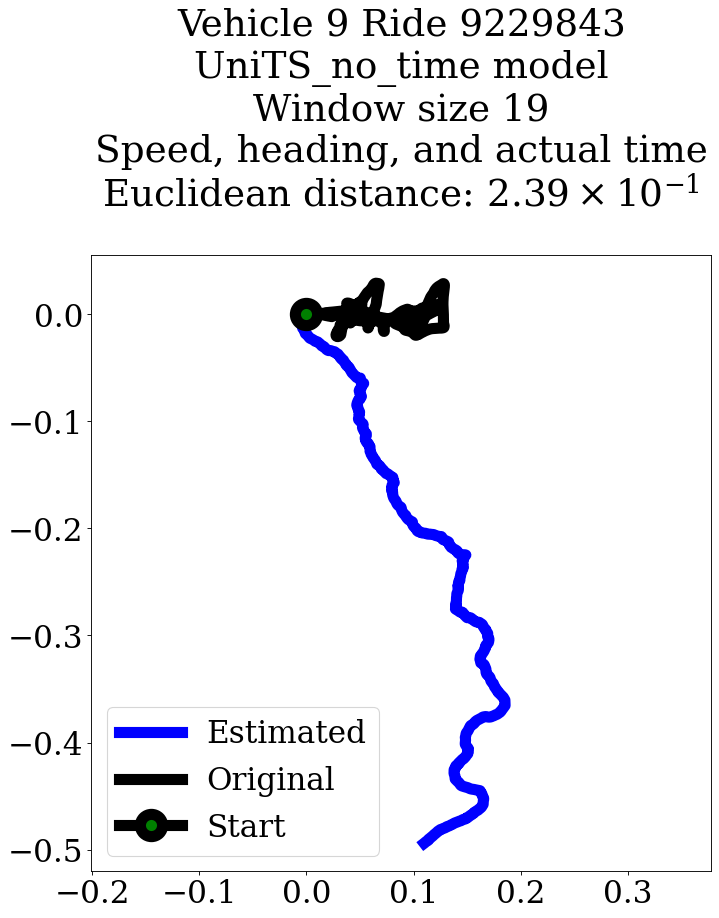 Vehicle 9 Ride 9229843
UniTS_no_time model
Window size 19
Speed, heading, and actual time
Euclidean distance: 2.39 × 10⁻¹
0.0
−0.1
−0.2
−0.3
−0.4
−0.5
Estimated
Original
Start
−0.2 −0.1 0.0 0.1 0.2 0.3